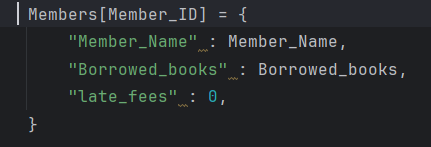 Members[Member_ID] = {
    "Member_Name" : Member_Name,
    "Borrowed_books" : Borrowed_books,
    "late_fees" : 0,
}